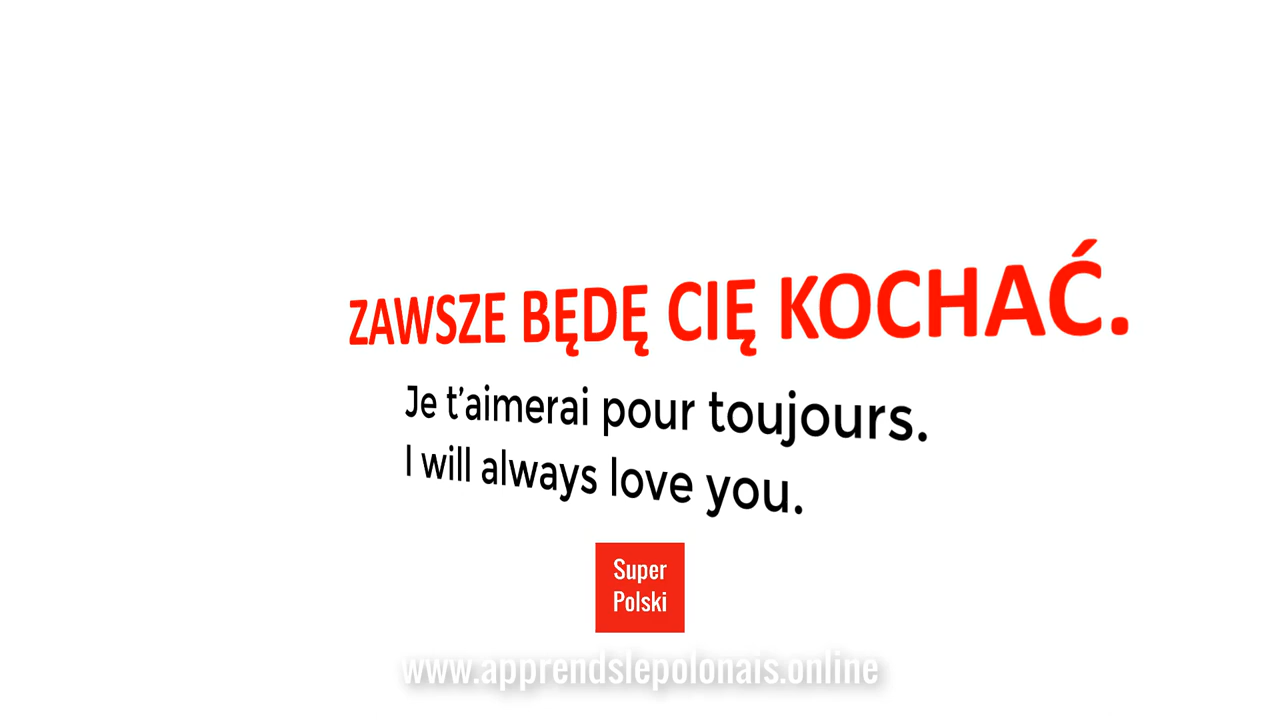 ZAWSZE BĘDĘ CIĘ KOCHAĆ.
Je t'aimerai pour toujours.
I will always love you.
Super
Polski
www.apprendslepolonais.online